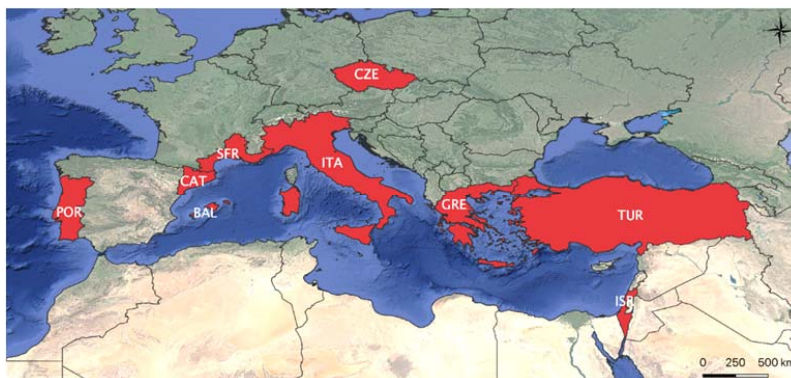 CZE
SFR
ITA
CAT
POR
BAL
GRE
TUR
ISR
0 250 500 km